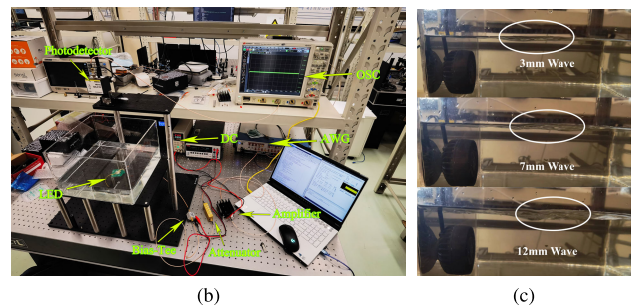 Photodetector
OSC
DC
AWG
LED
Amplifier
Bias Tee
Attenuator
3mm Wave
7mm Wave
12mm Wave
(b)
(c)